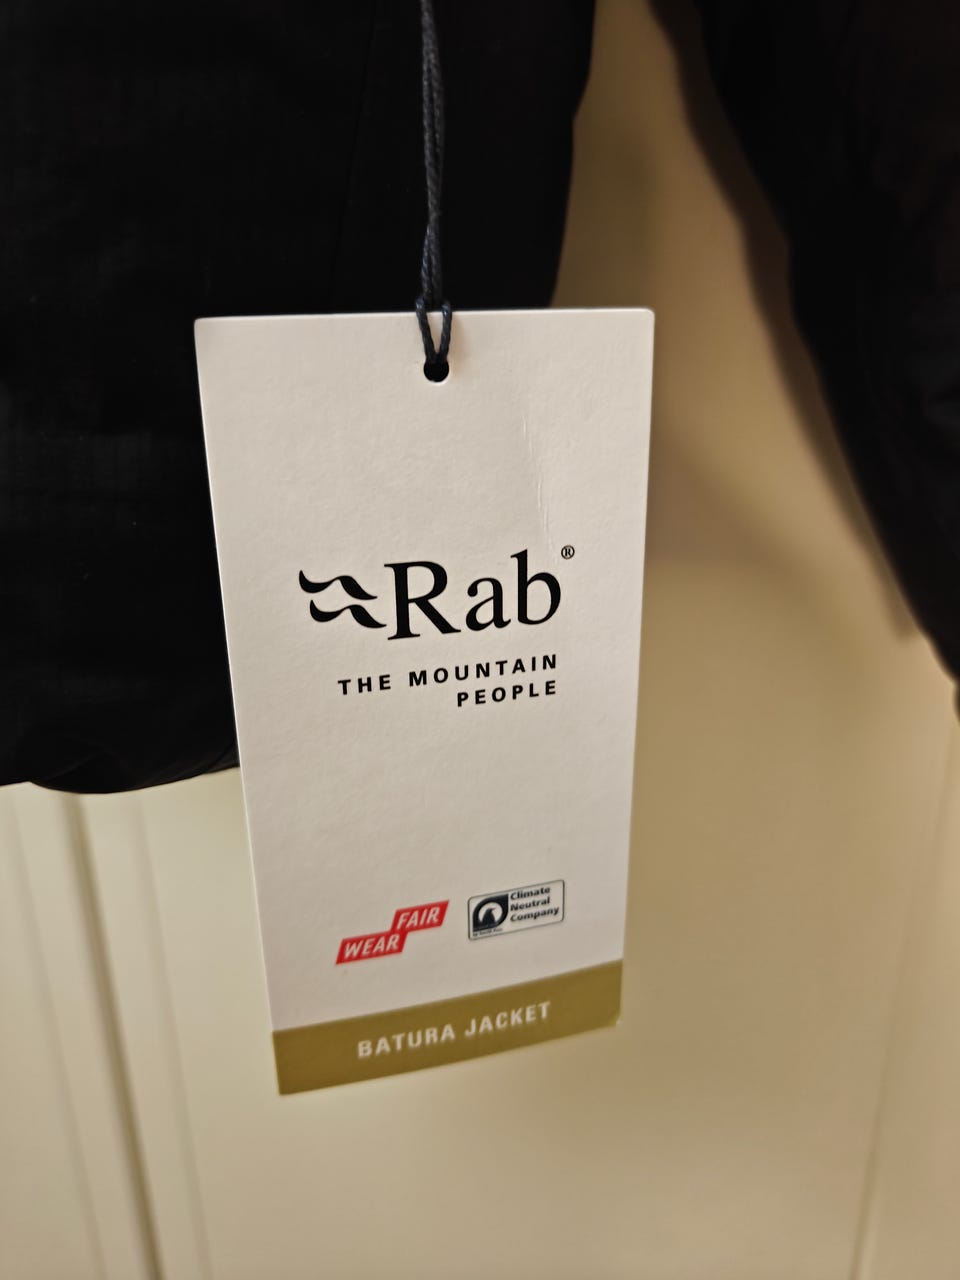 Rab®
THE MOUNTAIN
PEOPLE
FAIR
WEAR
Climate
Neutral
Company
BATURA JACKET